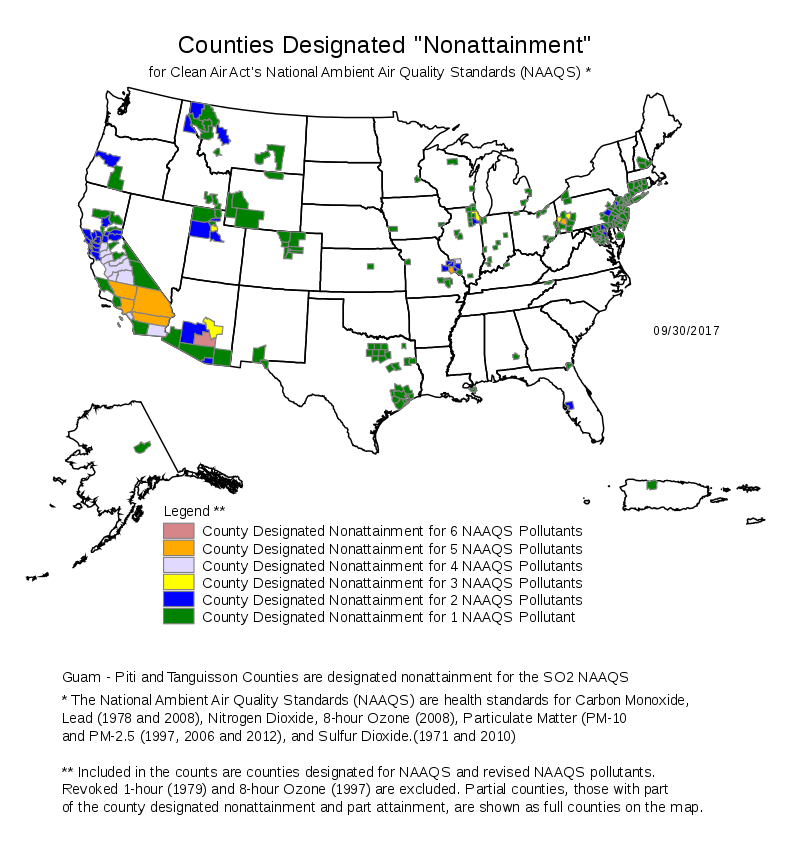 Counties Designated "Nonattainment"
for Clean Air Act's National Ambient Air Quality Standards (NAAQS) *
09/30/2017
Legend **
County Designated Nonattainment for 6 NAAQS Pollutants
County Designated Nonattainment for 5 NAAQS Pollutants
County Designated Nonattainment for 4 NAAQS Pollutants
County Designated Nonattainment for 3 NAAQS Pollutants
County Designated Nonattainment for 2 NAAQS Pollutants
County Designated Nonattainment for 1 NAAQS Pollutant
Guam - Piti and Tanguisson Counties are designated nonattainment for the SO2 NAAQS
* The National Ambient Air Quality Standards (NAAQS) are health standards for Carbon Monoxide,
Lead (1978 and 2008), Nitrogen Dioxide, 8-hour Ozone (2008), Particulate Matter (PM-10
and PM-2.5 (1997, 2006 and 2012), and Sulfur Dioxide.(1971 and 2010)
** Included in the counts are counties designated for NAAQS and revised NAAQS pollutants.
Revoked 1-hour (1979) and 8-hour Ozone (1997) are excluded. Partial counties, those with part
of the county designated nonattainment and part attainment, are shown as full counties on the map.